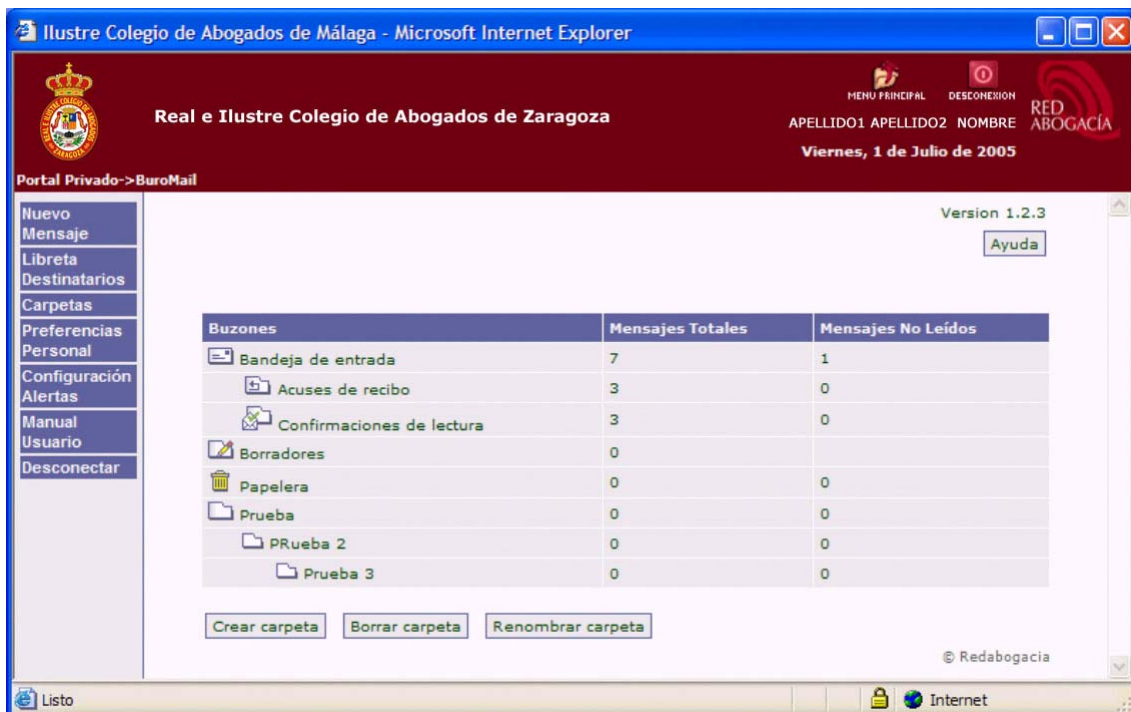 Ilustre Colegio de Abogados de Málaga - Microsoft Internet Explorer
MENU PRINCIPAL DESCONEXION
RED
ABOGACÍA
Real e Ilustre Colegio de Abogados de Zaragoza
APELLIDO1 APELLIDO2 NOMBRE
Viernes, 1 de Julio de 2005
Portal Privado->BuroMail
Nuevo
Mensaje
Libreta
Destinatarios
Carpetas
Preferencias
Personal
Configuración
Alertas
Manual
Usuario
Desconectar
Version 1.2.3
Ayuda
Buzones Mensajes Totales Mensajes No Leídos
Bandeja de entrada 7 1
Acuses de recibo 3 0
Confirmaciones de lectura 3 0
Borradores 0
Papelera 0 0
Prueba 0 0
PRueba 2 0 0
Prueba 3 0 0
Crear carpeta Borrar carpeta Renombrar carpeta
© Redabogacia
Listo Internet